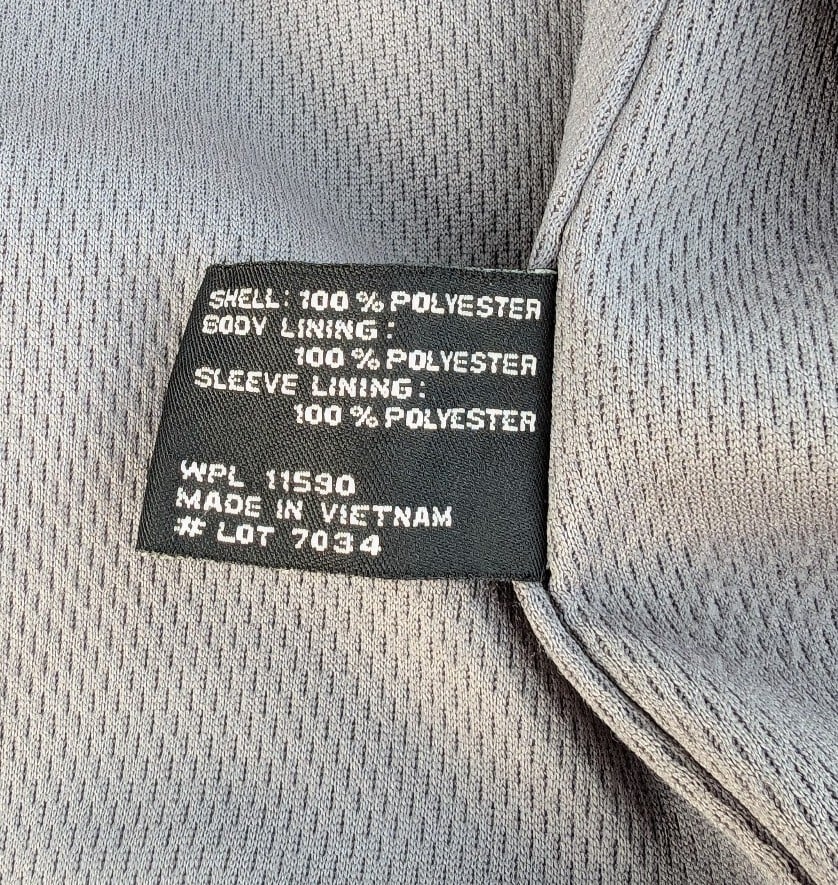 SHELL: 100 % POLYESTER
BODY LINING :
100 % POLYESTER
SLEEVE LINING :
100 % POLYESTER
WPL 11590
MADE IN VIETNAM
# LOT 7034